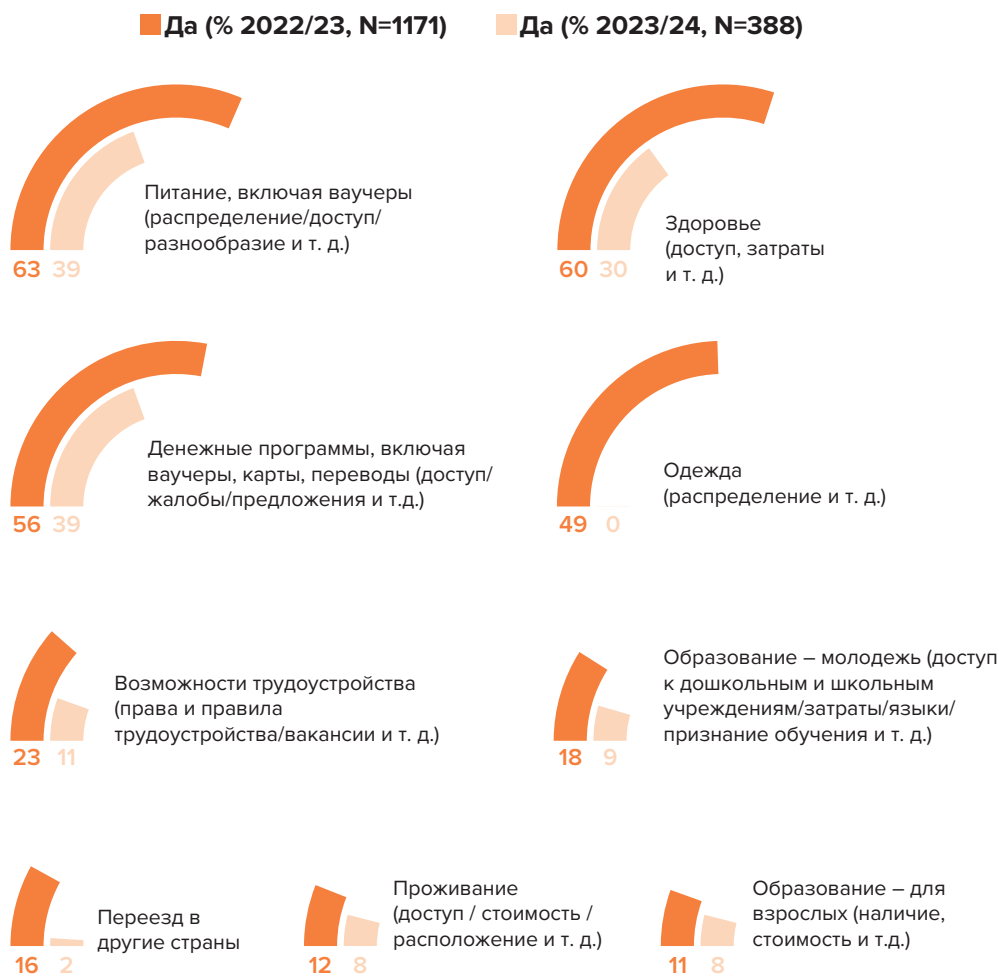 Да (% 2022/23, N=1171) Да (% 2023/24, N=388)
Питание, включая ваучеры
(распределение/доступ/
разнообразие и т. д.)
63 39
Здоровье
(доступ, затраты
и т. д.)
60 30
Денежные программы, включая
ваучеры, карты, переводы (доступ/
жалобы/предложения и т.д.)
56 39
Одежда
(распределение и т. д.)
49 0
Возможности трудоустройства
(права и правила
трудоустройства/вакансии и т. д.)
23 11
Образование – молодежь (доступ
к дошкольным и школьным
учреждениям/затраты/языки/
признание обучения и т. д.)
18 9
Переезд в
другие страны
16 2
Проживание
(доступ / стоимость /
расположение и т. д.)
12 8
Образование – для
взрослых (наличие,
стоимость и т.д.)
11 8